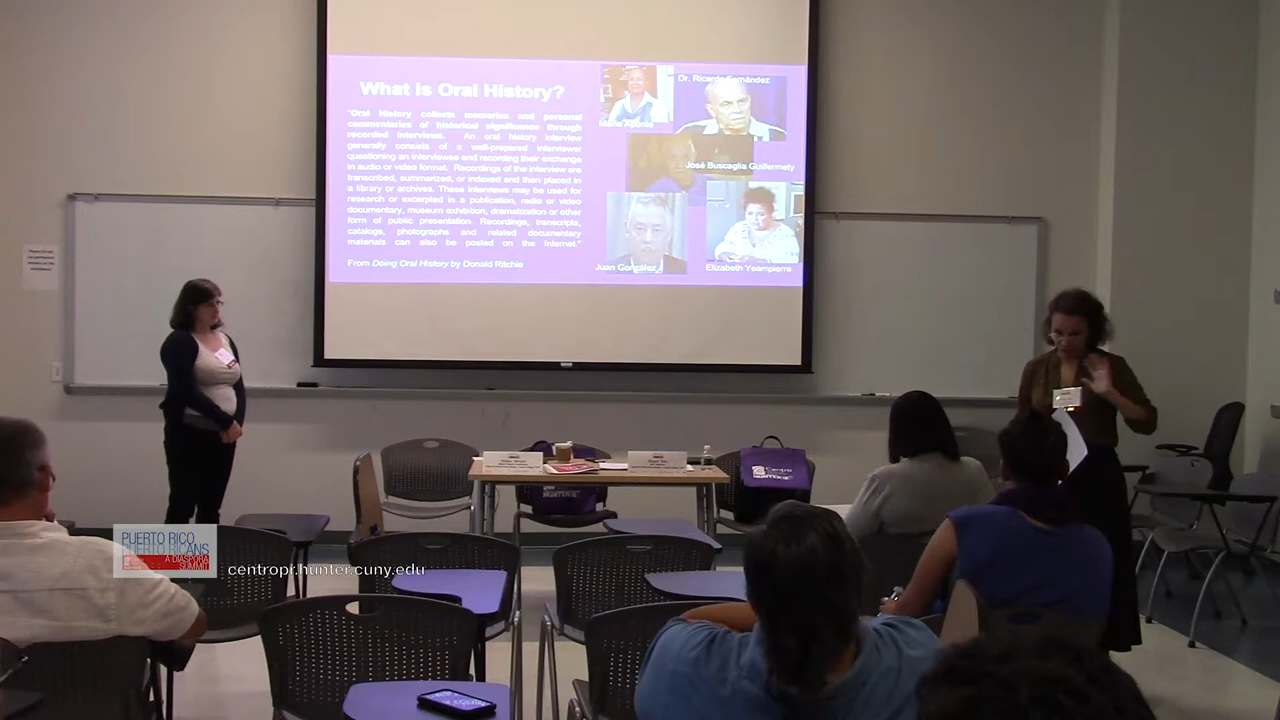 What is Oral History?
"Oral History collects memories and personal
commentaries of historical significance through
recorded interviews. An oral history interview
generally consists of a well-prepared interviewer
questioning an interviewee and recording their exchange
in audio or video format. Recordings of the interview are
transcribed, summarized, or indexed and then placed in
a library or archives. These interviews may be used for
research or excerpted in a publication, radio or video
documentary, museum exhibition, dramatization or other
form of public presentation. Recordings, transcripts,
catalogs, photographs and related documentary
materials can also be posted on the Internet."
From Doing Oral History by Donald Ritchie
Dr. Ricardo Fernández
María Aponte
José Buscaglia Guillermety
Juan González
Elizabeth Yeampierre
Centro
HUNTER
PUERTO RICO
PUERTO RICANS
A DIASPORA
SUMMIT
centropr.hunter.cuny.edu